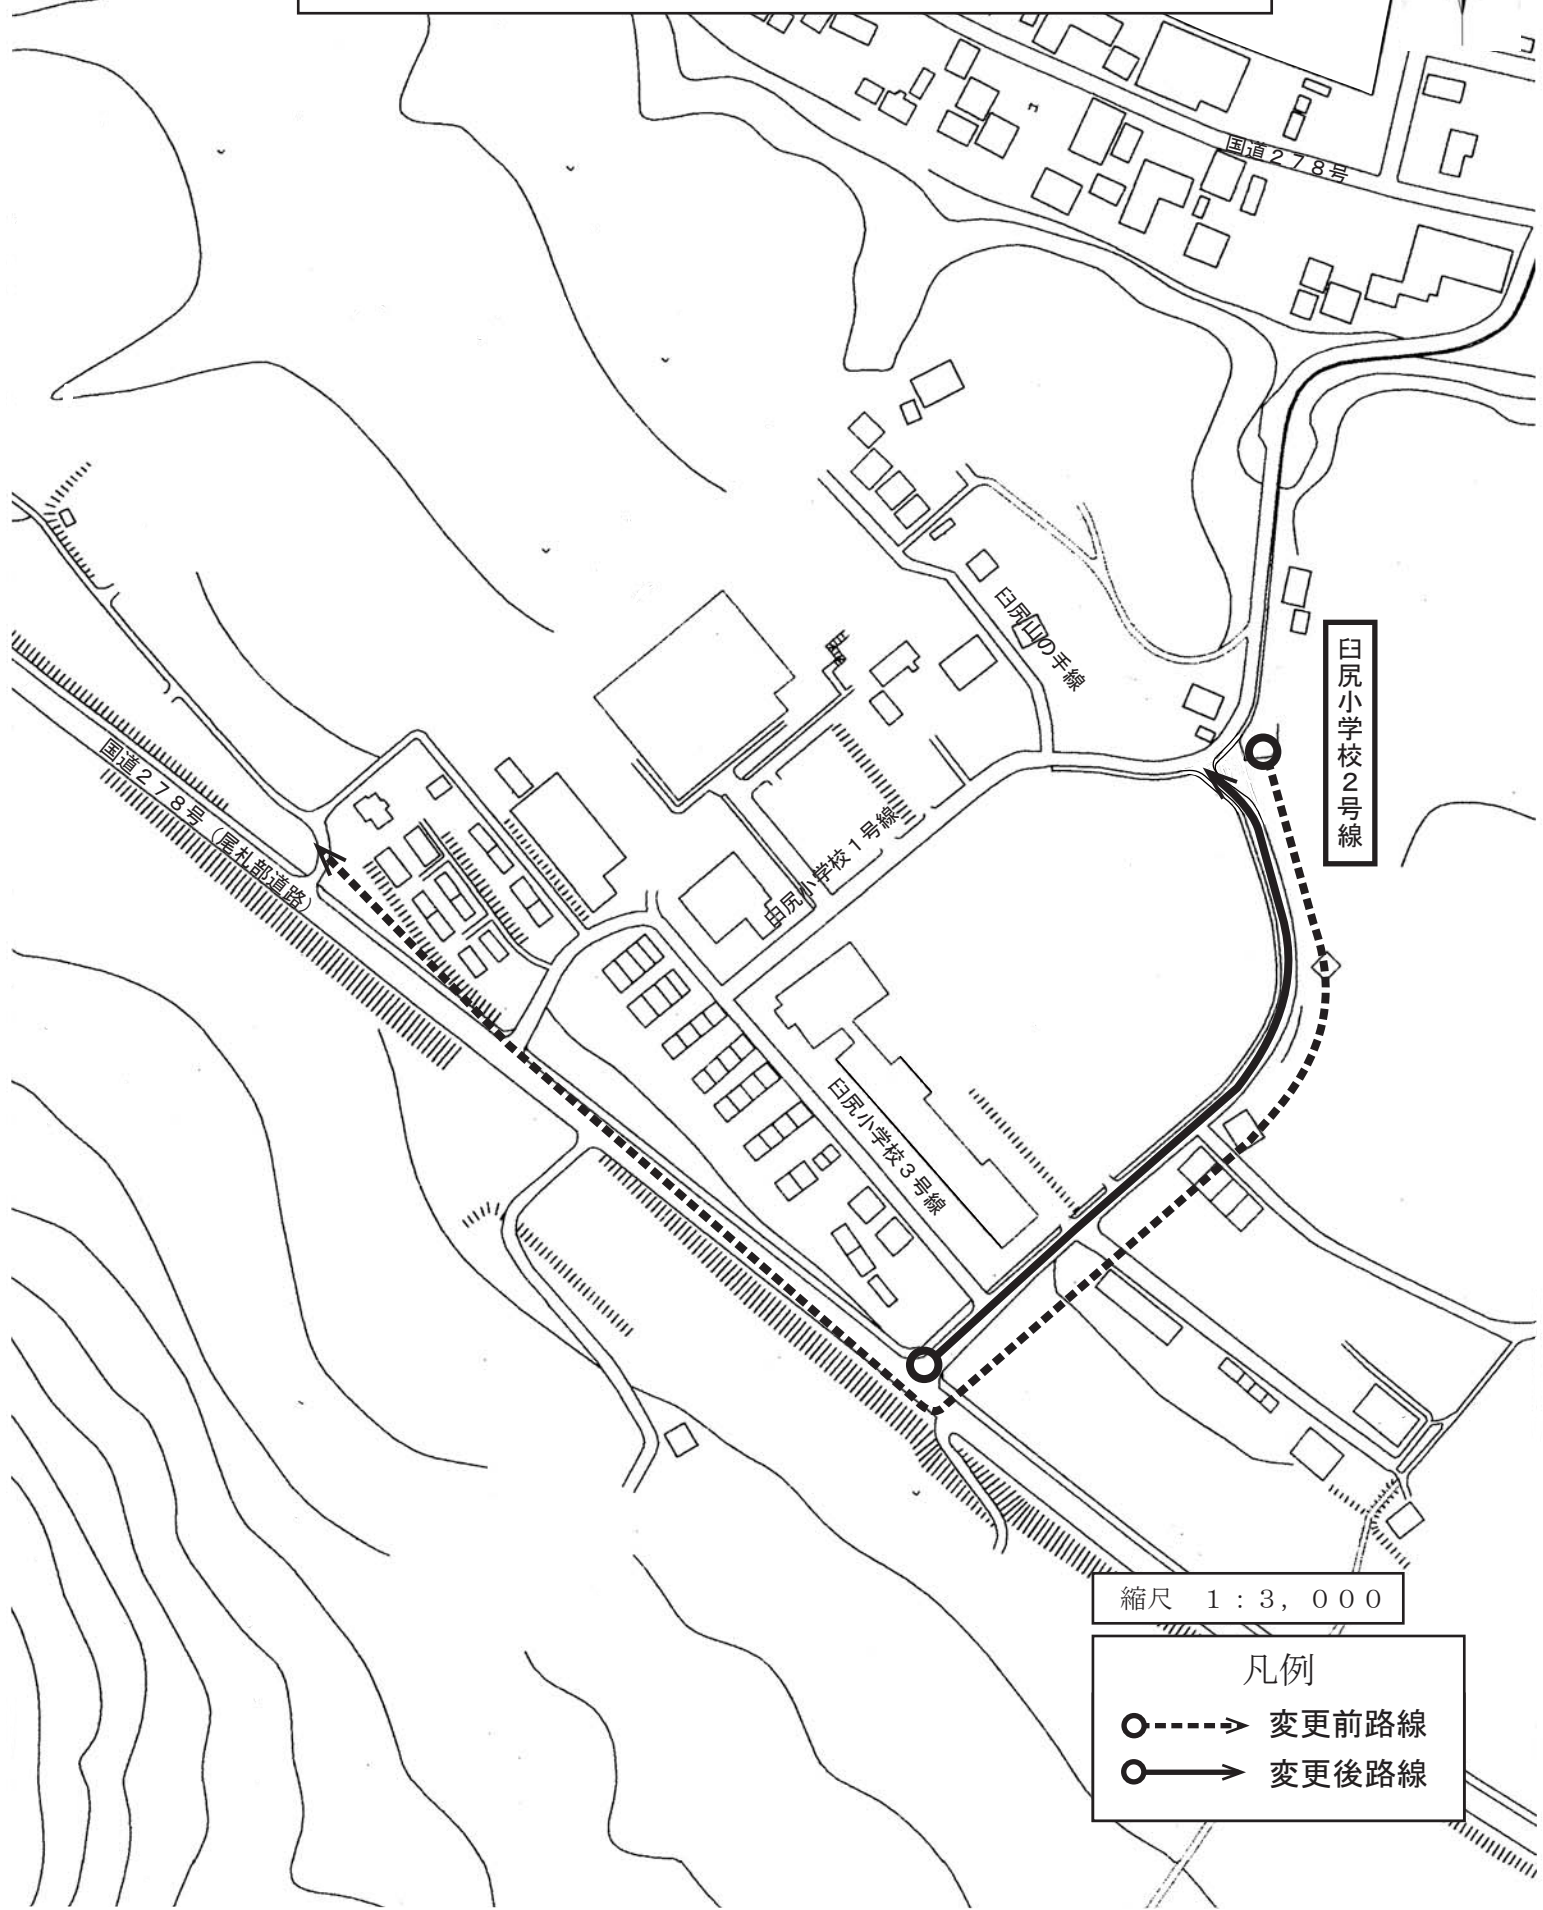 国道278号
臼尻山の手線
臼尻小学校2号線
国道278号(尾札部道路)
臼尻小学校1号線
臼尻小学校3号線
縮尺 1:3,000
凡例
変更前路線
変更後路線